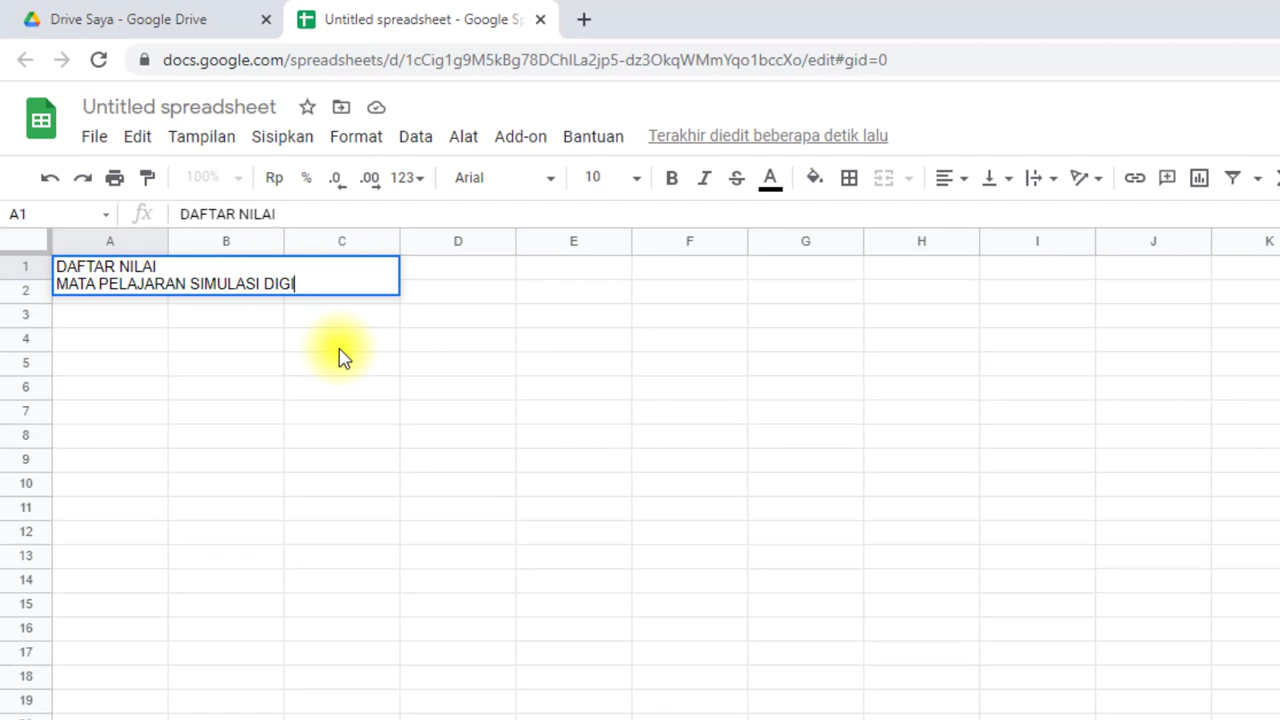 Drive Saya - Google Drive
Untitled spreadsheet - Google Sp
docs.google.com/spreadsheets/d/1cCig1g9M5kBg78DChILa2jp5-dz3OkqWMmYqo1bccXo/edit#gid=0
Untitled spreadsheet
File Edit Tampilan Sisipkan Format Data Alat Add-on Bantuan Terakhir diedit beberapa detik lalu
100% Rp % .0 .00 123 Arial 10 B I S A
A1 fx DAFTAR NILAI
A B C D E F G H I J K
1 DAFTAR NILAI
2 MATA PELAJARAN SIMULASI DIGI
3
4
5
6
7
8
9
10
11
12
13
14
15
16
17
18
19